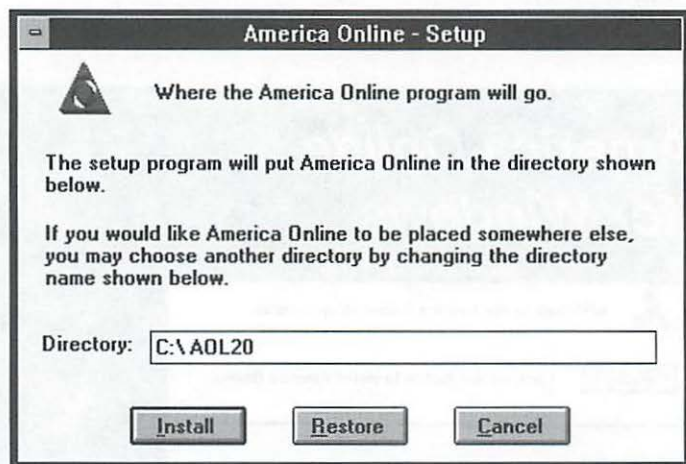 America Online - Setup
Where the America Online program will go.
The setup program will put America Online in the directory shown
below.
If you would like America Online to be placed somewhere else,
you may choose another directory by changing the directory
name shown below.
Directory: C:\AOL20
Install Restore Cancel